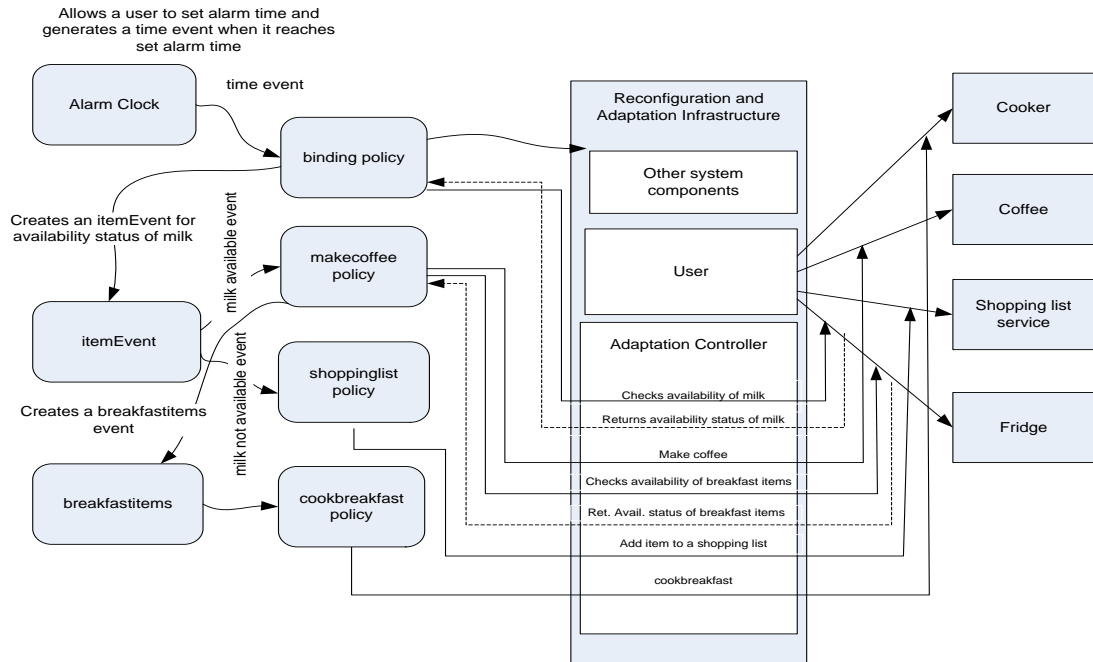 Allows a user to set alarm time and
generates a time event when it reaches
set alarm time
time event
Alarm Clock
binding policy
Creates an itemEvent for
availability status of milk
milk available event
makecoffee
policy
itemEvent
milk not available event
shoppinglist
policy
Creates a breakfastitems
event
breakfastitems
cookbreakfast
policy
Reconfiguration and
Adaptation Infrastructure
Other system
components
User
Adaptation Controller
Checks availability of milk
Returns availability status of milk
Make coffee
Checks availability of breakfast items
Ret. Avail. status of breakfast items
Add item to a shopping list
cookbreakfast
Cooker
Coffee
Shopping list
service
Fridge